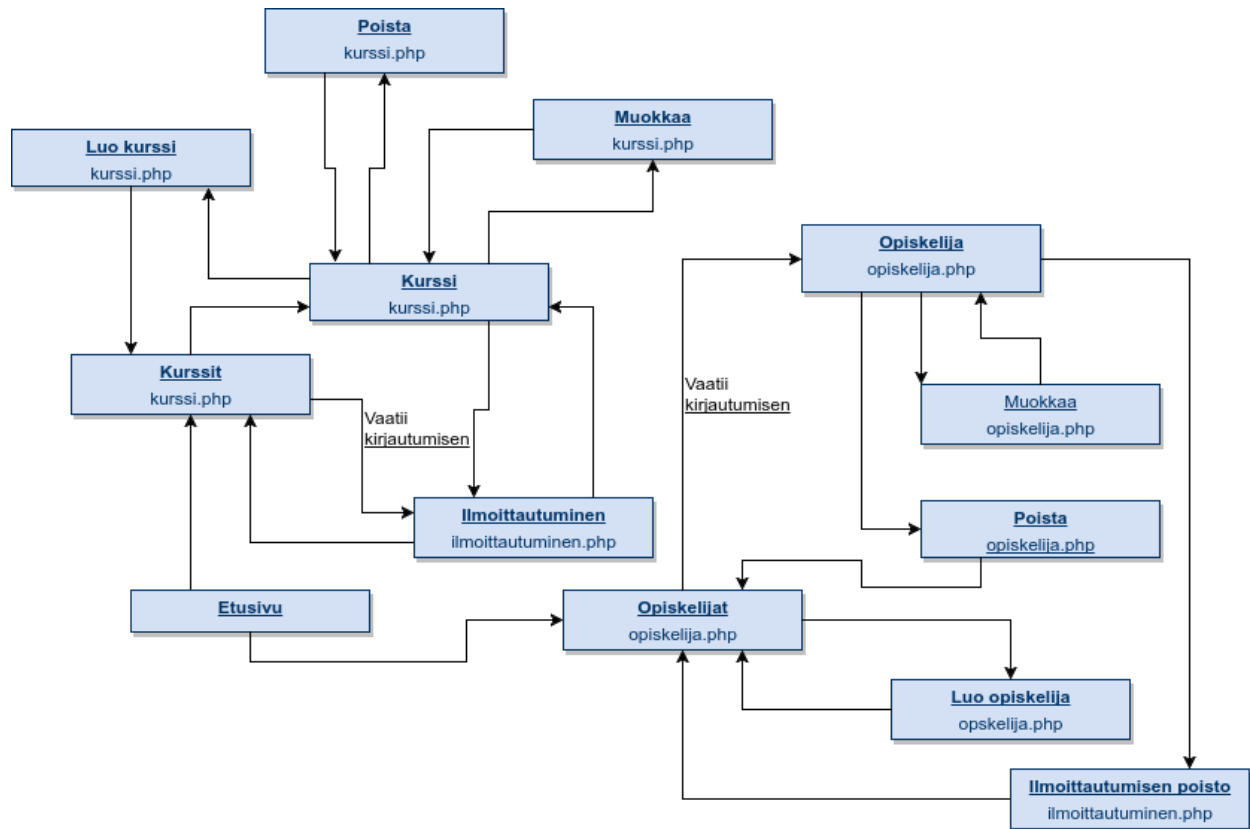 Poista
kurssi.php
Muokkaa
kurssi.php
Luo kurssi
kurssi.php
Kurssi
kurssi.php
Opiskelija
opiskelija.php
Kurssit
kurssi.php
Vaatii
kirjautumisen
Vaatii
kirjautumisen
Muokkaa
opiskelija.php
Ilmoittautuminen
ilmoittautuminen.php
Poista
opiskelija.php
Etusivu
Opiskelijat
opiskelija.php
Luo opiskelija
opskelija.php
Ilmoittautumisen poisto
ilmoittautuminen.php